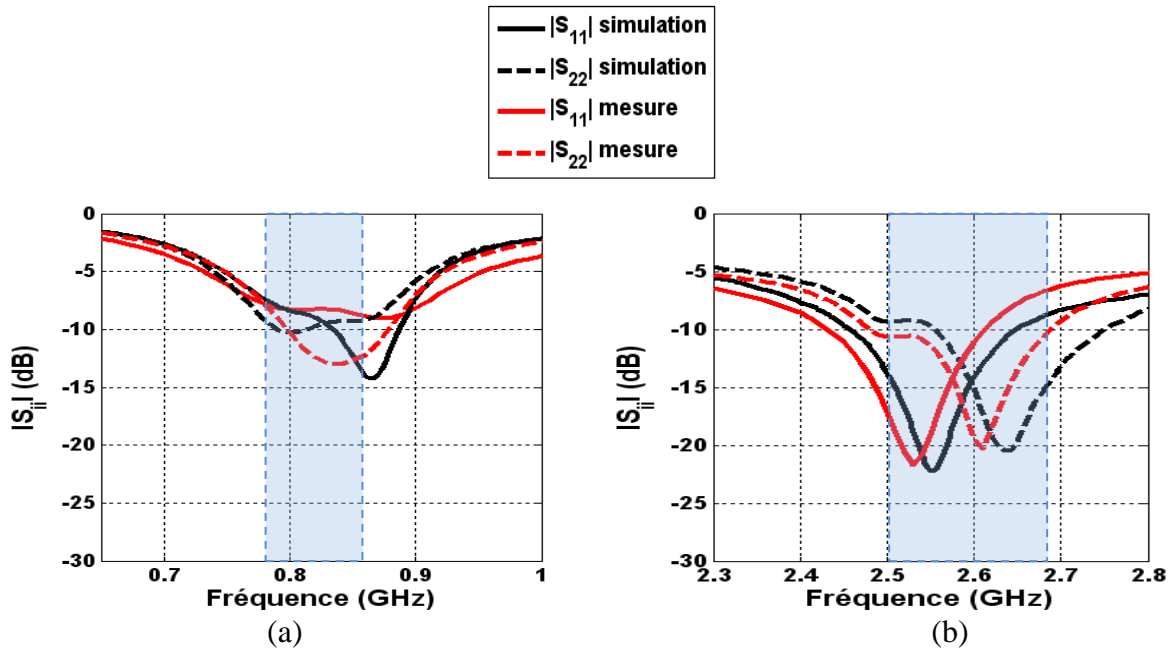 |S11| simulation
|S22| simulation
|S11| mesure
|S22| mesure
0
-5
-10
-15
-20
-25
-30
|Sii| (dB)
0.7 0.8 0.9 1
Fréquence (GHz)
(a)
0
-5
-10
-15
-20
-25
-30
|Sii| (dB)
2.3 2.4 2.5 2.6 2.7 2.8
Fréquence (GHz)
(b)